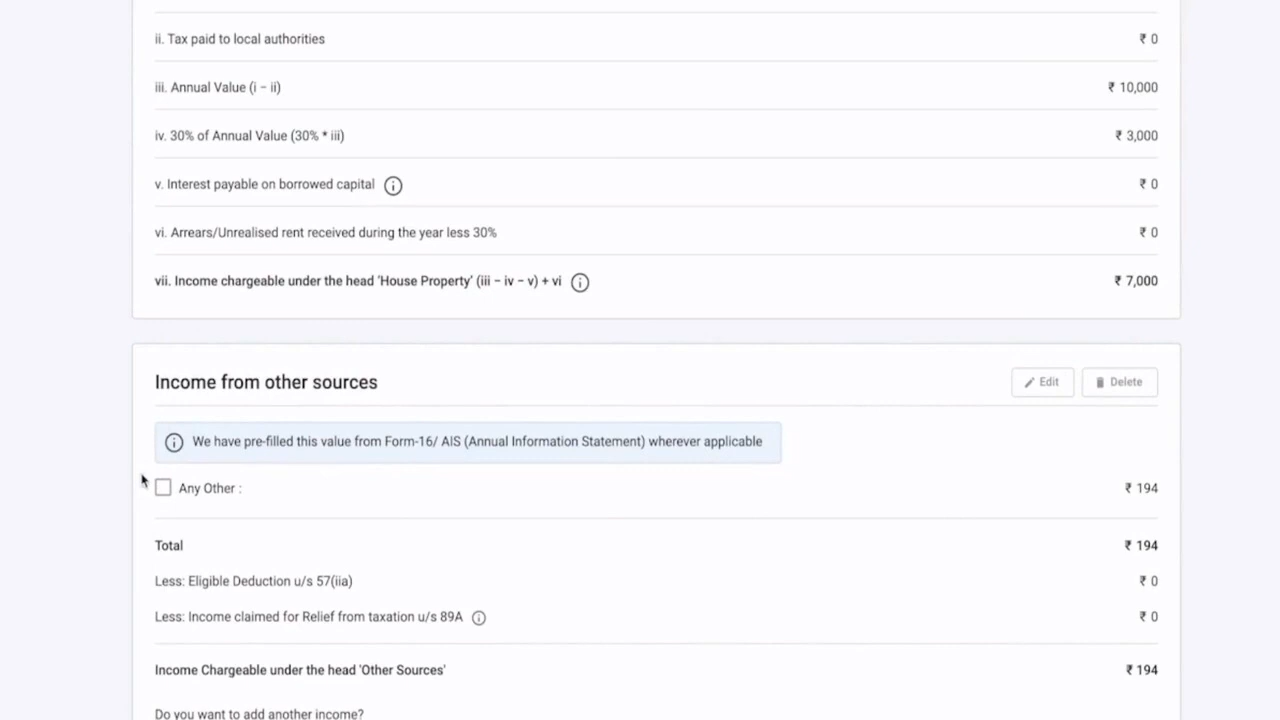 ii. Tax paid to local authorities ₹ 0
iii. Annual Value (i − ii) ₹ 10,000
iv. 30% of Annual Value (30% * iii) ₹ 3,000
v. Interest payable on borrowed capital ₹ 0
vi. Arrears/Unrealised rent received during the year less 30% ₹ 0
vii. Income chargeable under the head 'House Property' (iii − iv − v) + vi ₹ 7,000
Income from other sources Edit Delete
We have pre-filled this value from Form-16/ AIS (Annual Information Statement) wherever applicable
Any Other : ₹ 194
Total ₹ 194
Less: Eligible Deduction u/s 57(iia) ₹ 0
Less: Income claimed for Relief from taxation u/s 89A ₹ 0
Income Chargeable under the head 'Other Sources' ₹ 194
Do you want to add another income?